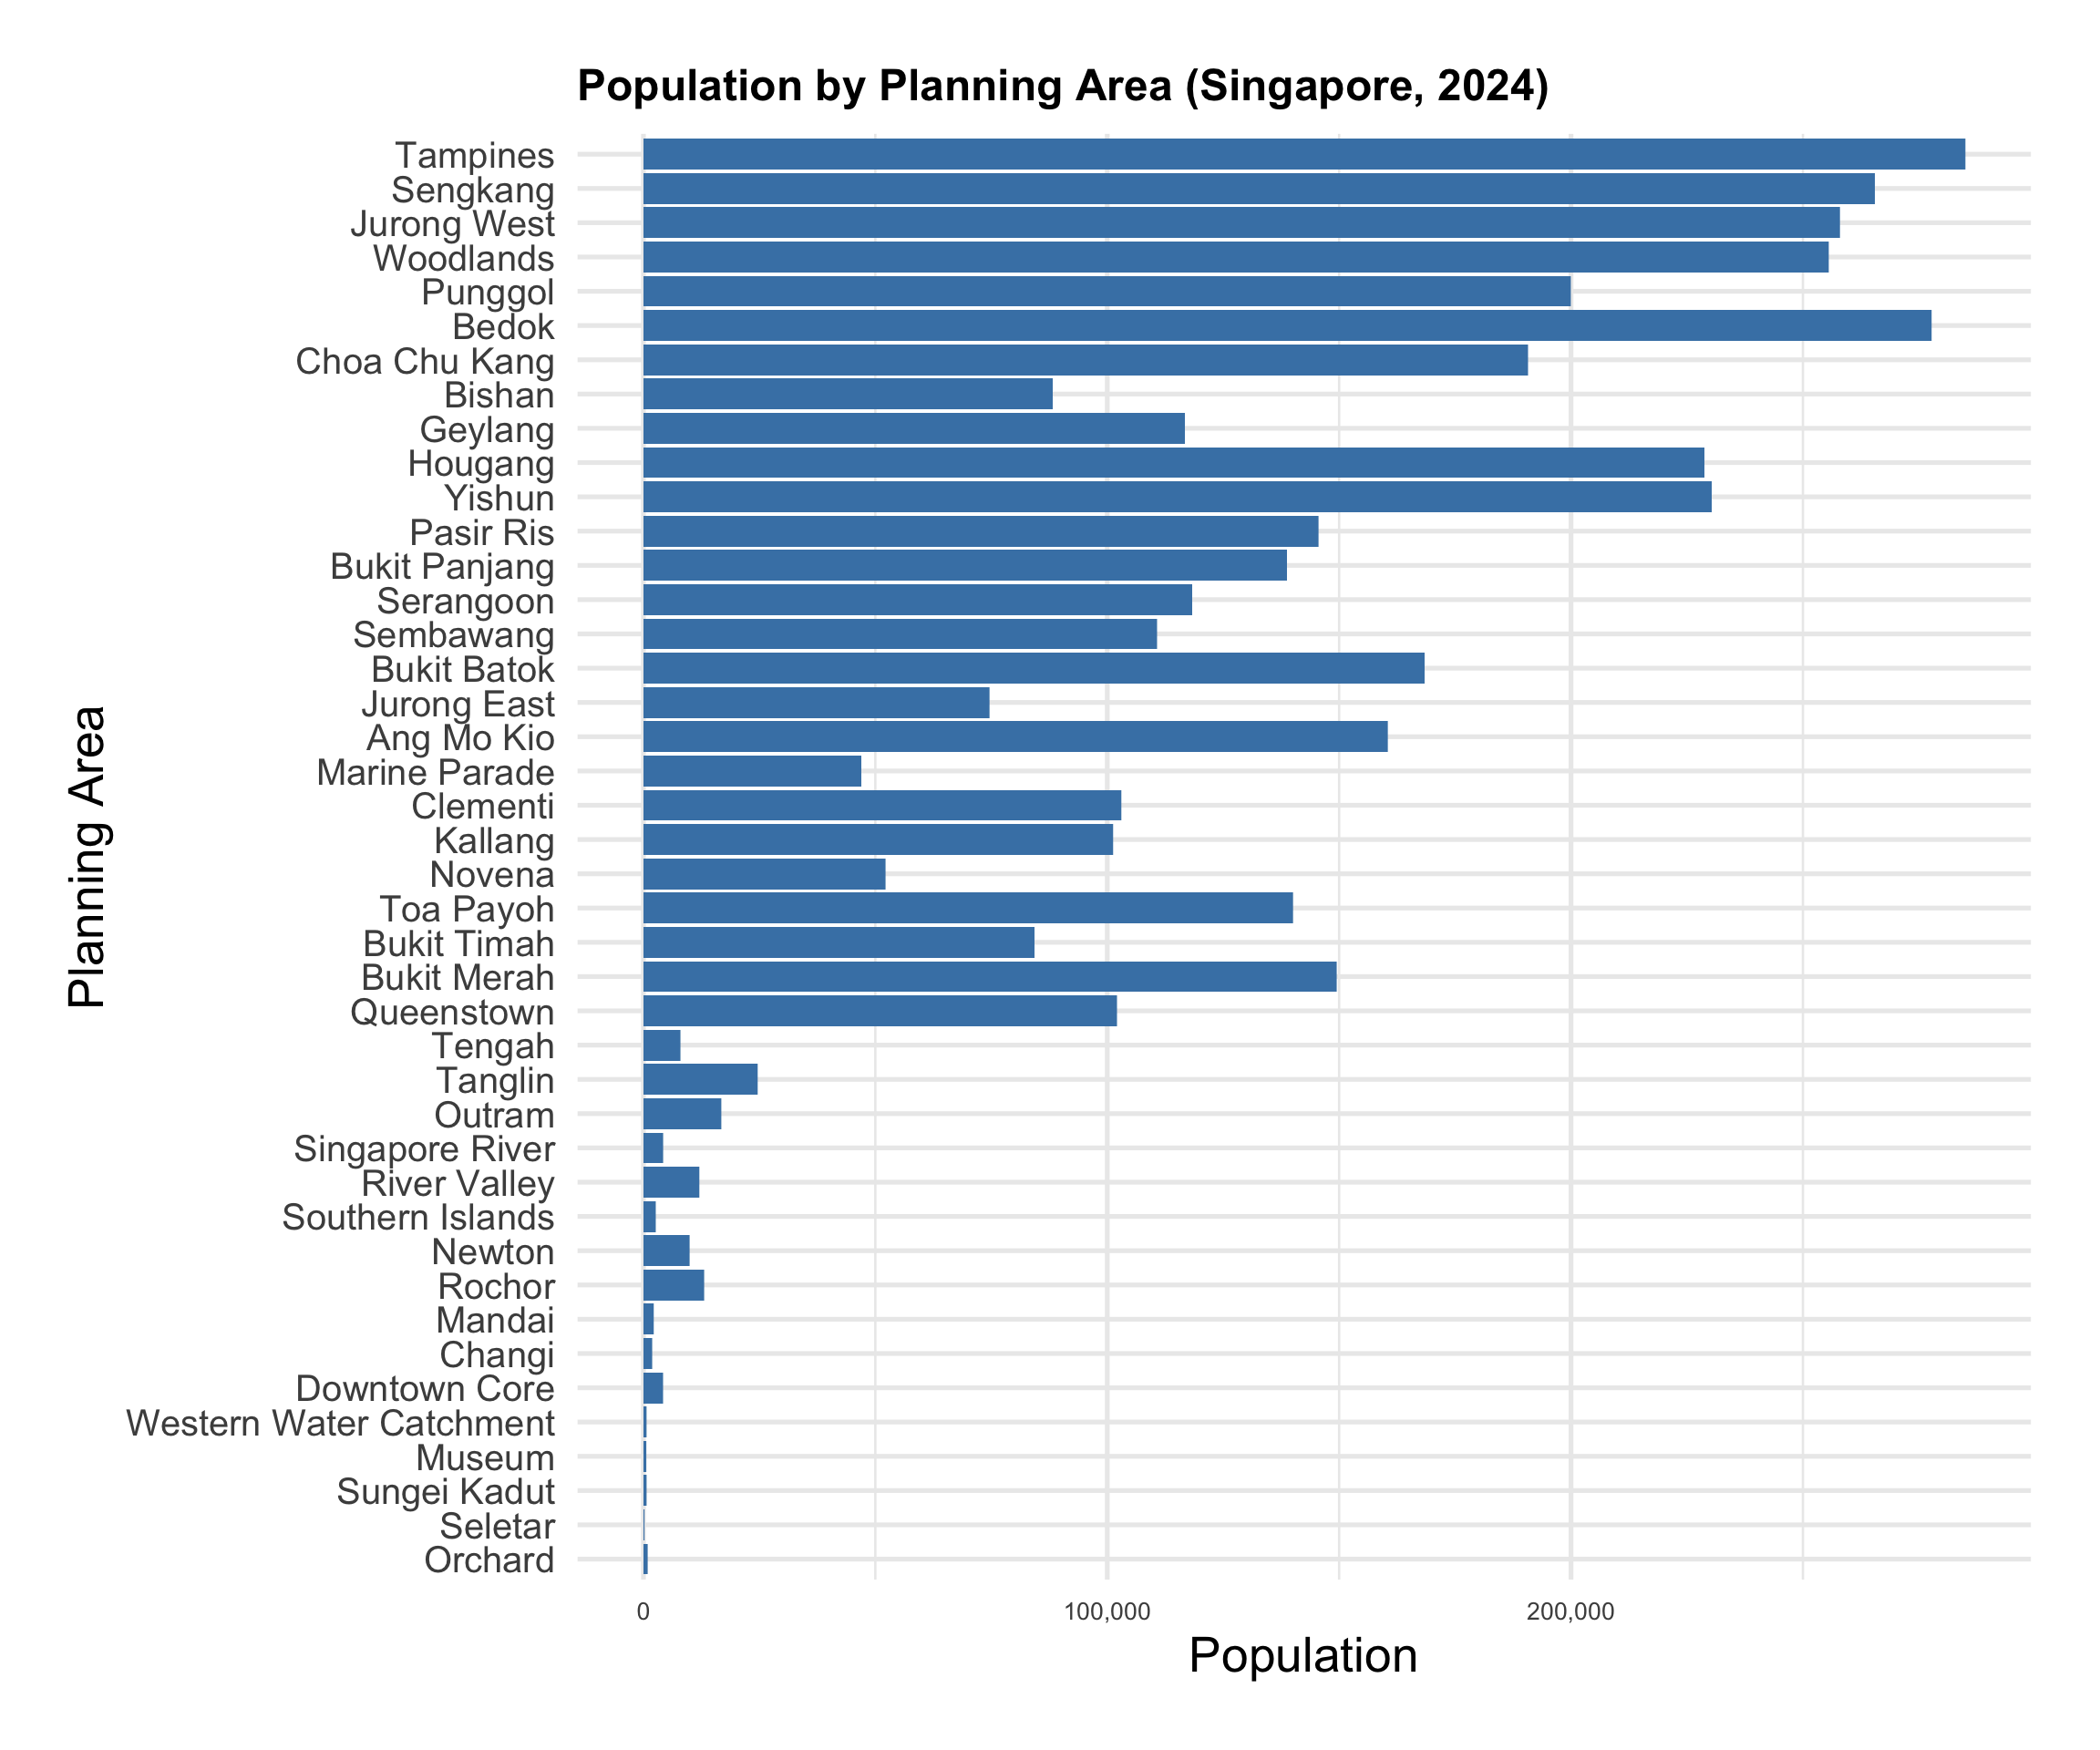 Population by Planning Area (Singapore, 2024)
Tampines
Sengkang
Jurong West
Woodlands
Punggol
Bedok
Choa Chu Kang
Bishan
Geylang
Hougang
Yishun
Pasir Ris
Bukit Panjang
Serangoon
Sembawang
Bukit Batok
Jurong East
Ang Mo Kio
Marine Parade
Clementi
Kallang
Novena
Toa Payoh
Bukit Timah
Bukit Merah
Queenstown
Tengah
Tanglin
Outram
Singapore River
River Valley
Southern Islands
Newton
Rochor
Mandai
Changi
Downtown Core
Western Water Catchment
Museum
Sungei Kadut
Seletar
Orchard
Planning Area
0 100,000 200,000
Population